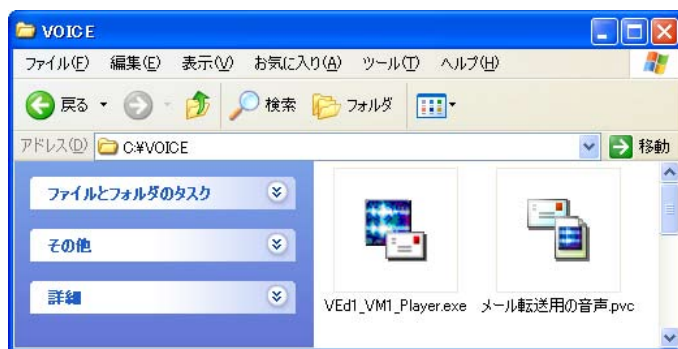 VOICE
ファイル(F) 編集(E) 表示(V) お気に入り(A) ツール(T) ヘルプ(H)
戻る 検索 フォルダ
アドレス(D) C:¥VOICE 移動
ファイルとフォルダのタスク
その他
詳細
VEd1_VM1_Player.exe メール転送用の音声.pvc